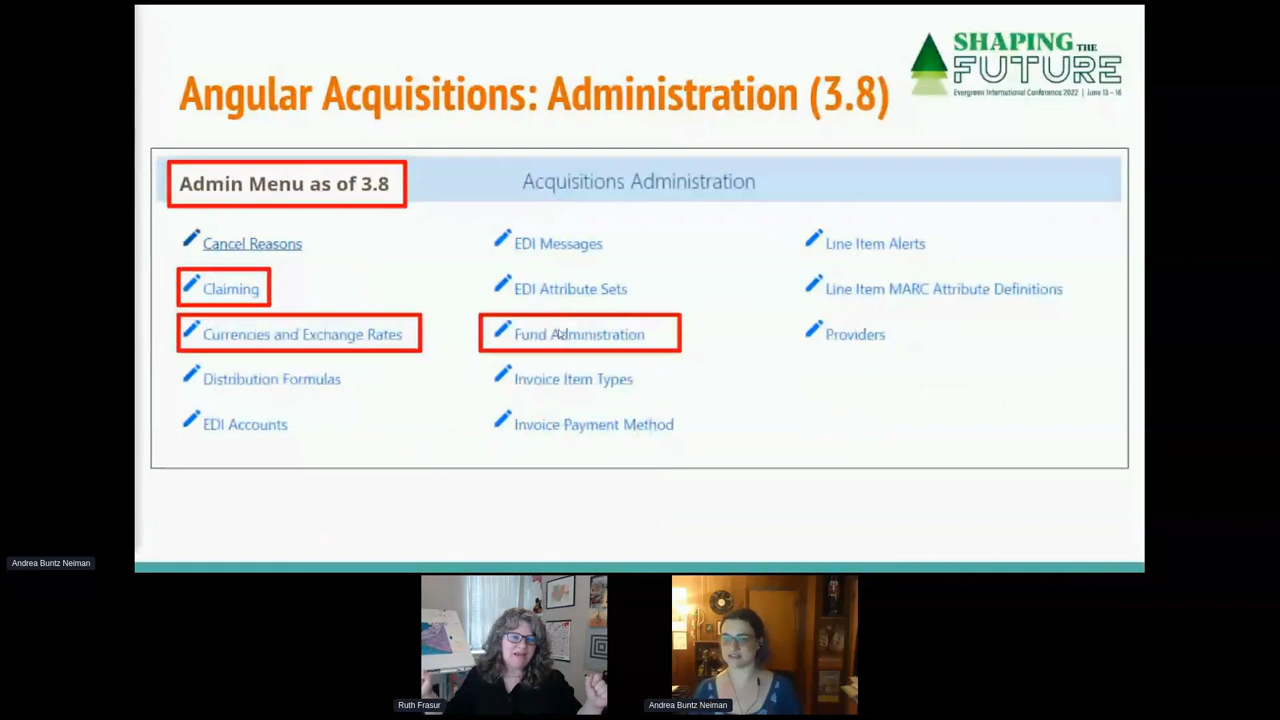 SHAPING THE
FUTURE
Evergreen International Conference 2022 | June 13 – 16
Angular Acquisitions: Administration (3.8)
Admin Menu as of 3.8
Acquisitions Administration
Cancel Reasons
EDI Messages
Line Item Alerts
Claiming
EDI Attribute Sets
Line Item MARC Attribute Definitions
Currencies and Exchange Rates
Fund Administration
Providers
Distribution Formulas
Invoice Item Types
EDI Accounts
Invoice Payment Method
Andrea Buntz Neiman
Ruth Frasur
Andrea Buntz Neiman